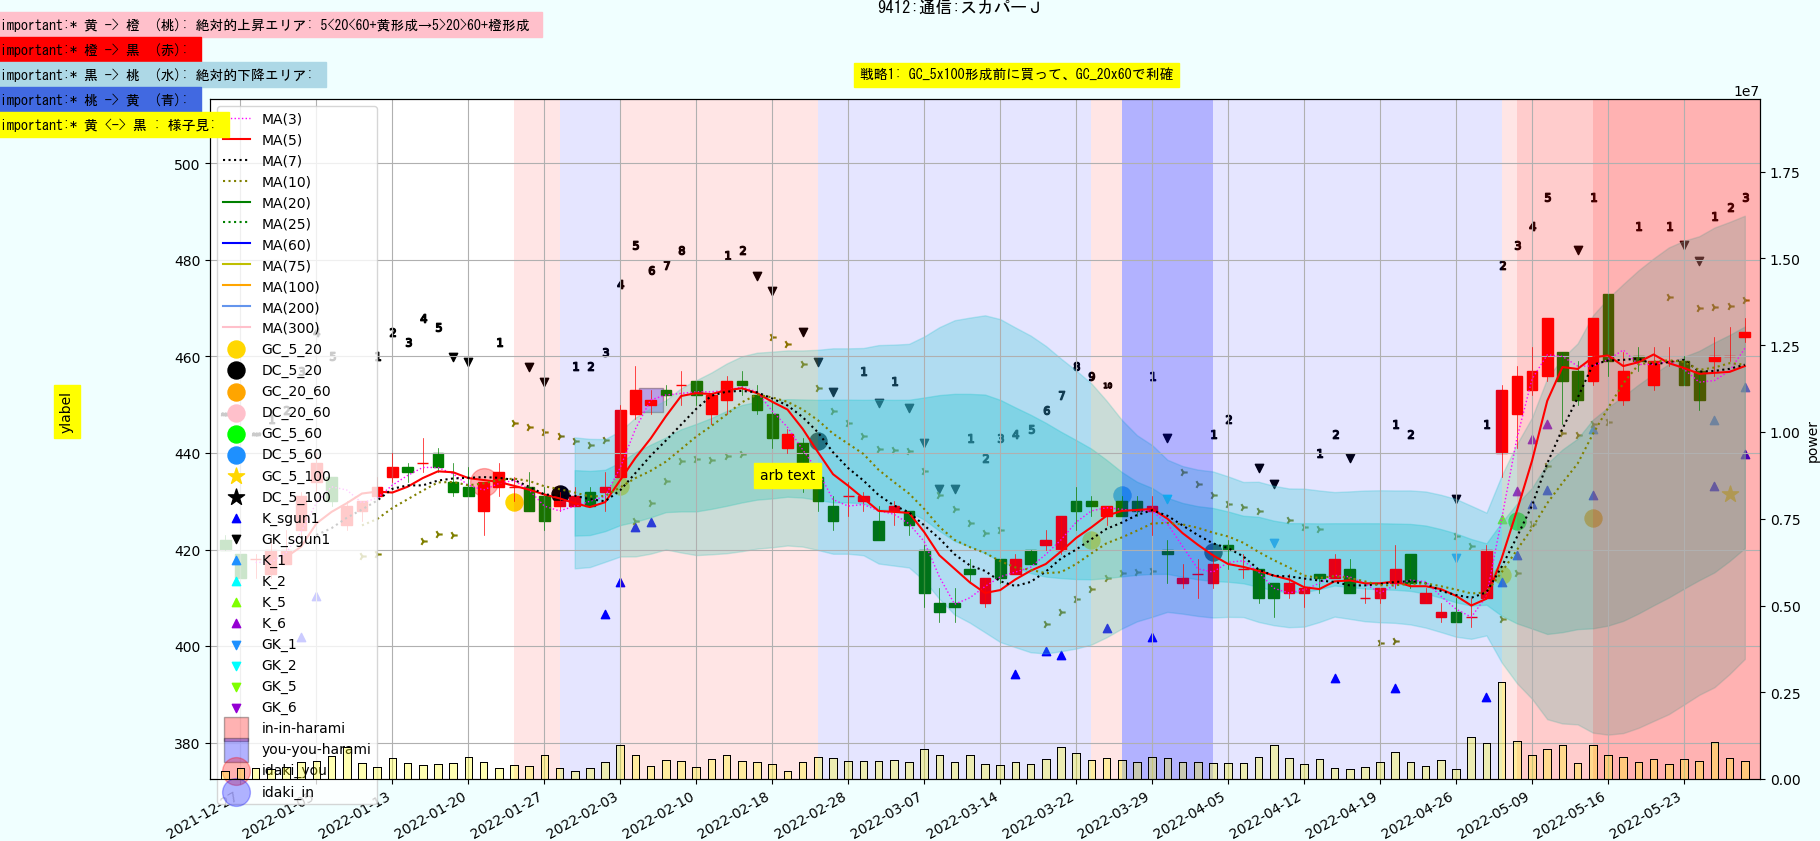 9412:通信:スカパーJ
important:* 黄 -> 橙 (桃): 絶対的上昇エリア: 5<20<60+黄形成→5>20>60+橙形成
important:* 橙 -> 黒 (赤):
important:* 黒 -> 桃 (水): 絶対的下降エリア:
戦略1: GC_5x100形成前に買って、GC_20x60で利確
important:* 桃 -> 黄 (青):
1e7
important:* 黄 <-> 黒 : 様子見:
MA(3)
MA(5)
MA(7)
MA(10)
MA(20)
MA(25)
MA(60)
MA(75)
MA(100)
MA(200)
MA(300)
GC_5_20
DC_5_20
GC_20_60
DC_20_60
GC_5_60
DC_5_60
GC_5_100
DC_5_100
K_sgun1
GK_sgun1
K_1
K_2
K_5
K_6
GK_1
GK_2
GK_5
GK_6
in-in-harami
you-you-harami
idaki_you
idaki_in
500
480
460
440
420
400
380
ylabel
arb text
1.75
1.50
1.25
1.00
0.75
0.50
0.25
0.00
power
2022-01-13
2022-01-20
2022-01-27
2022-02-03
2022-02-10
2022-02-18
2022-02-28
2022-03-07
2022-03-14
2022-03-22
2022-03-29
2022-04-05
2022-04-12
2022-04-19
2022-04-26
2022-05-09
2022-05-16
2022-05-23